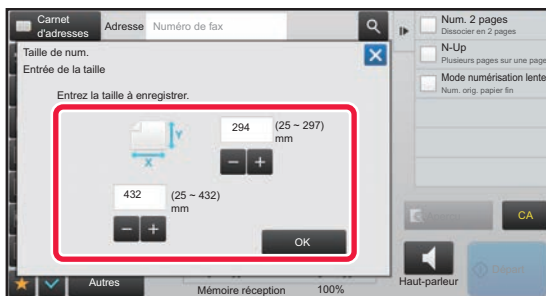 Carnet
d'adresses
Adresse
Numéro de fax
Taille de num.
Entrée de la taille
Entrez la taille à enregistrer.
Y
X
294
(25 ~ 297)
mm
432
(25 ~ 432)
mm
OK
Autres
Mémoire réception
100%
Num. 2 pages
Dissocier en 2 pages
N-Up
Plusieurs pages sur une page
Mode numérisation lente
Num. orig. papier fin
CA
Haut-parleur
Départ